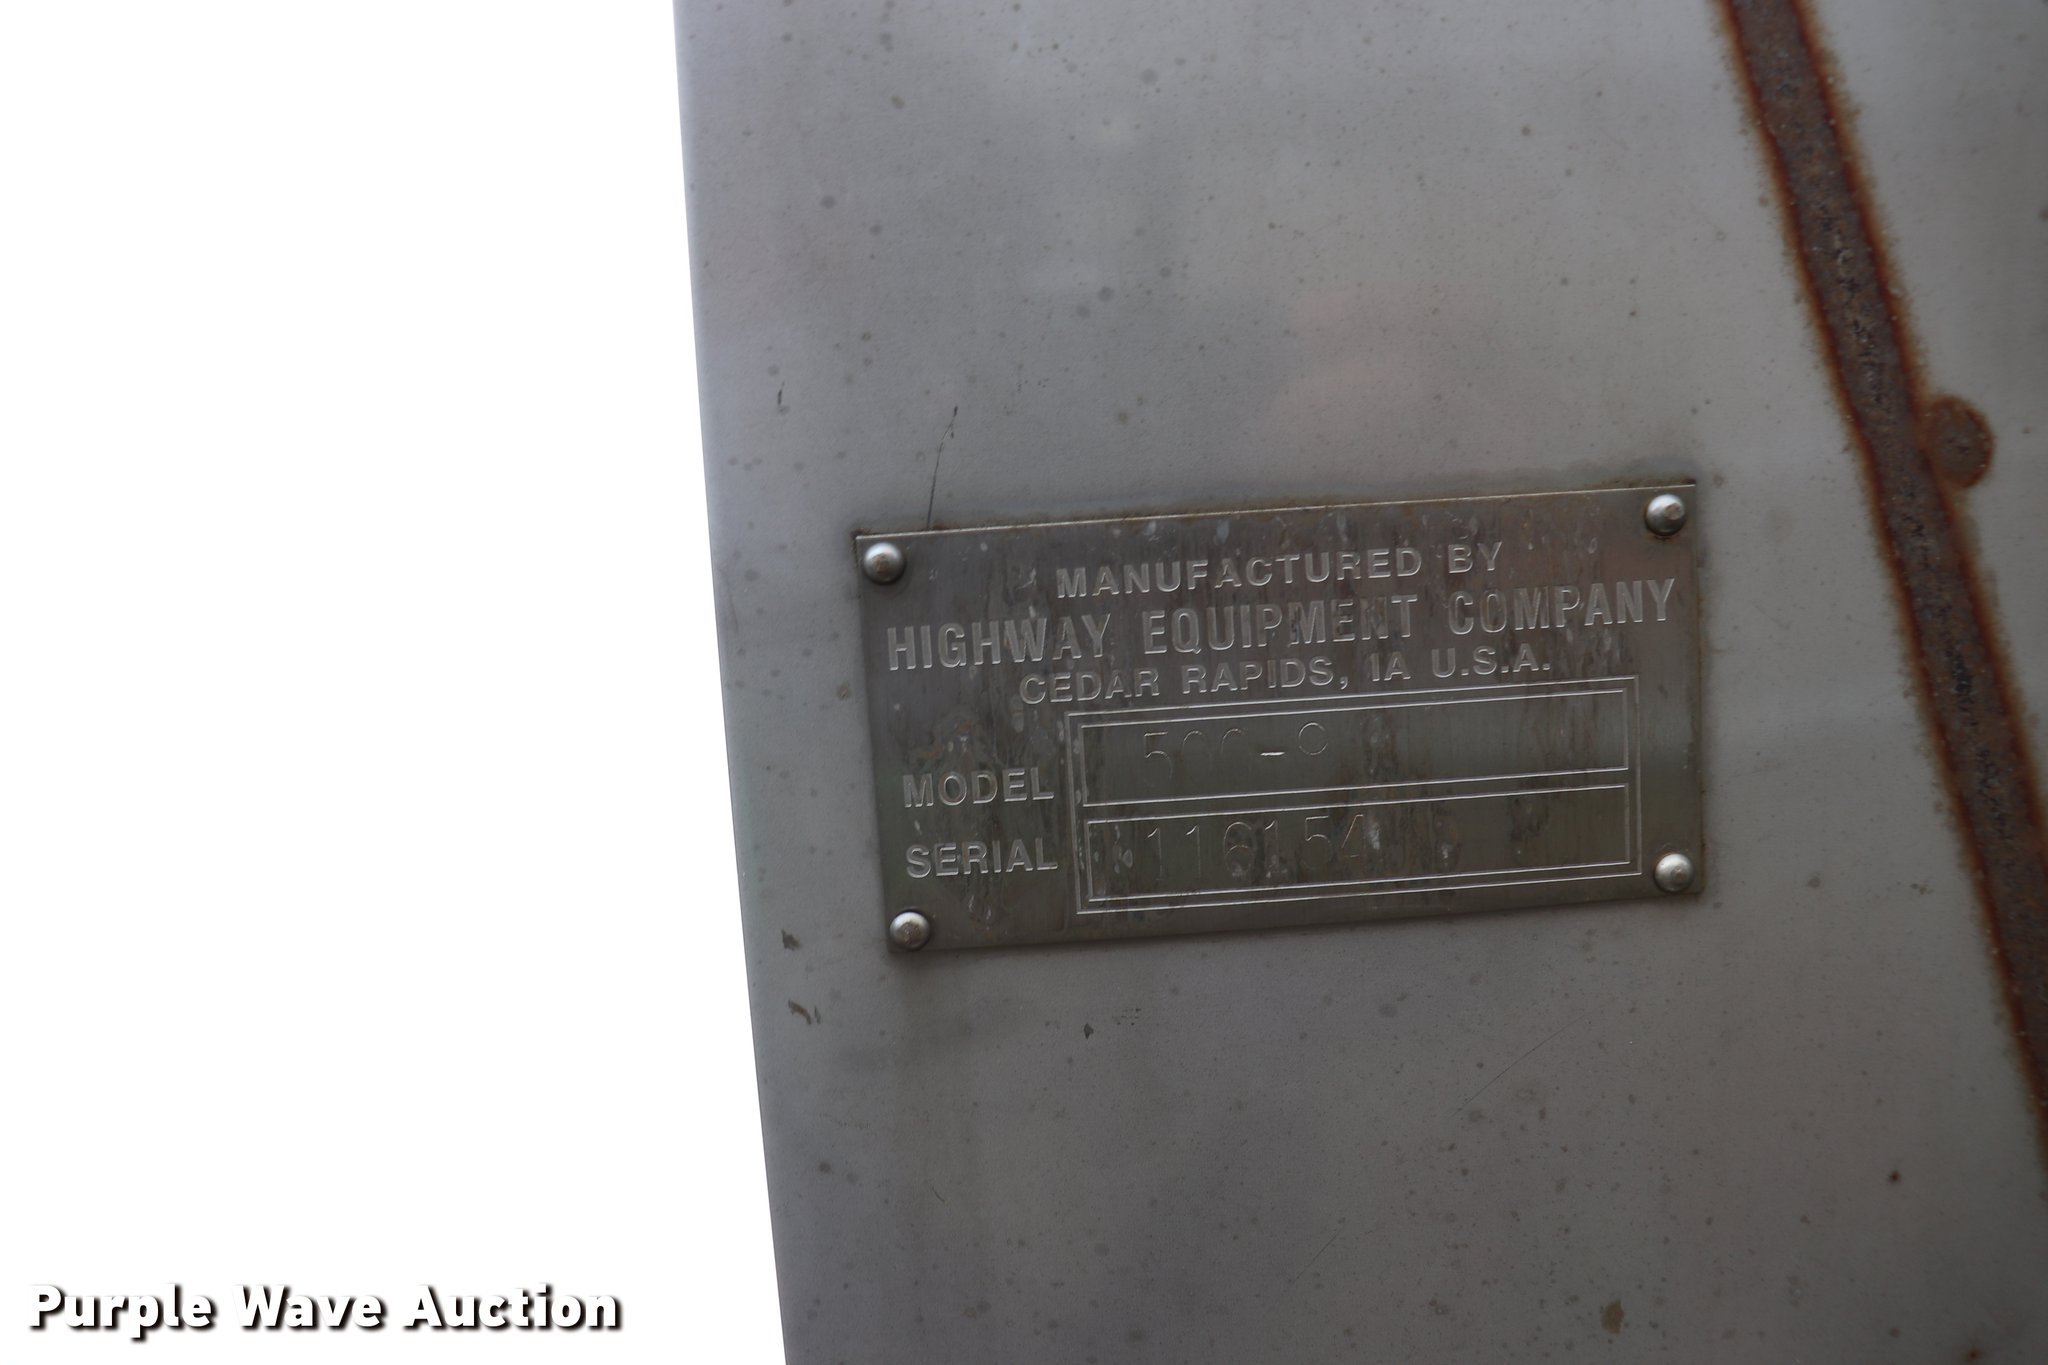 MANUFACTURED BY
HIGHWAY EQUIPMENT COMPANY
CEDAR RAPIDS, IA U.S.A.
MODEL
SERIAL 116154
Purple Wave Auction